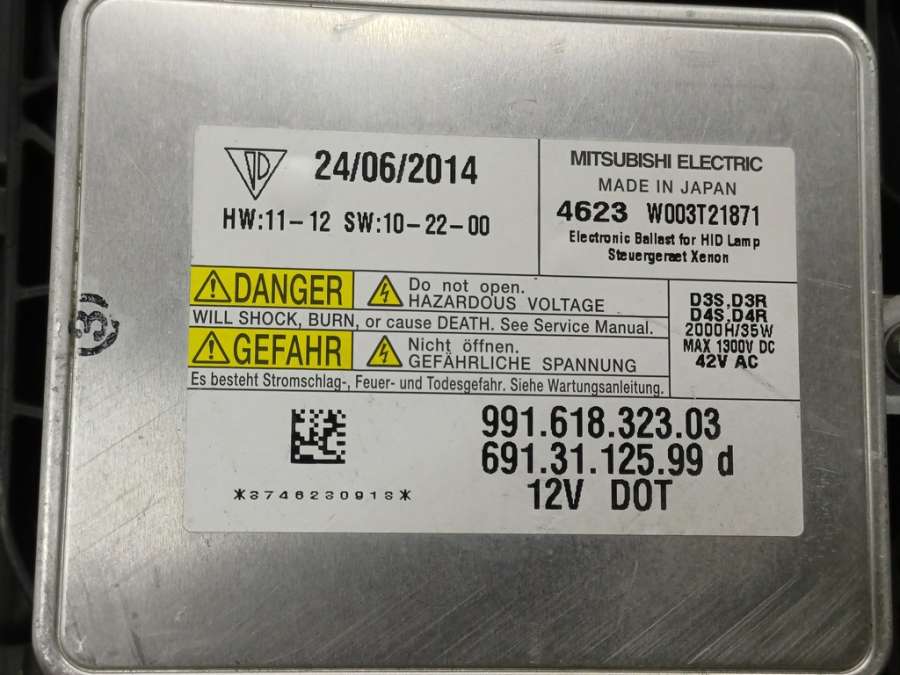 24/06/2014
HW:11-12 SW:10-22-00
MITSUBISHI ELECTRIC
MADE IN JAPAN
4623 W003T21871
Electronic Ballast for HID Lamp
Steuergeraet Xenon
DANGER
Do not open.
HAZARDOUS VOLTAGE
WILL SHOCK, BURN, or cause DEATH. See Service Manual.
GEFAHR
Nicht öffnen.
GEFÄHRLICHE SPANNUNG
Es besteht Stromschlag-, Feuer- und Todesgefahr. Siehe Wartungsanleitung.
D3S,D3R
D4S,D4R
2000H/35W
MAX 1300V DC
42V AC
991.618.323.03
691.31.125.99 d
12V DOT
*3746230913*
3